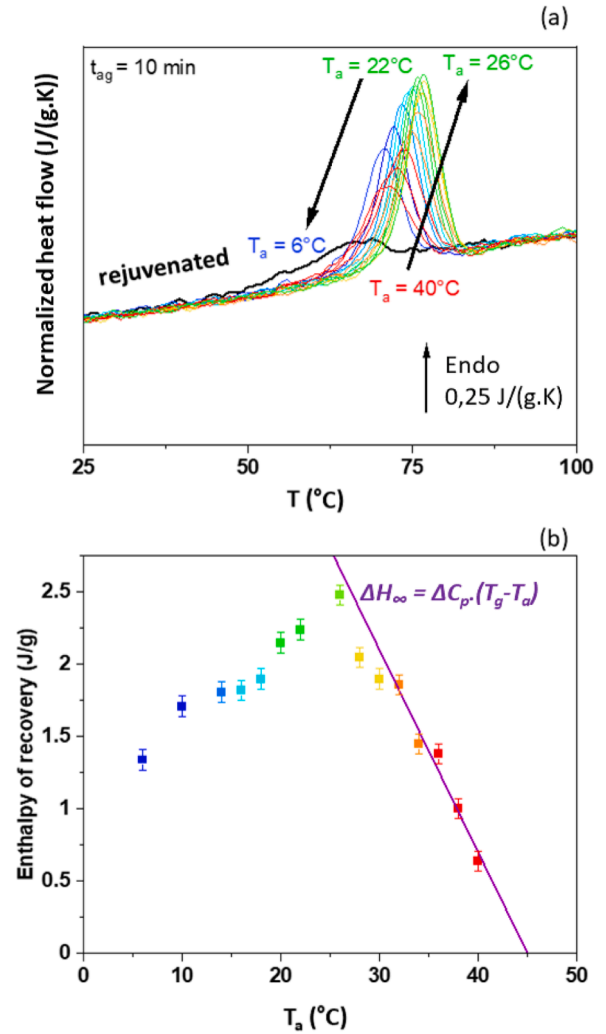 (a)
Normalized heat flow (J/(g.K))
t_ag = 10 min
T_a = 22°C
T_a = 26°C
T_a = 6°C
rejuvenated
T_a = 40°C
Endo
0,25 J/(g.K)
25 50 75 100
T (°C)
(b)
Enthalpy of recovery (J/g)
2.5
2
1.5
1
0.5
0
ΔH_∞ = ΔC_p.(T_g-T_a)
0 10 20 30 40 50
T_a (°C)